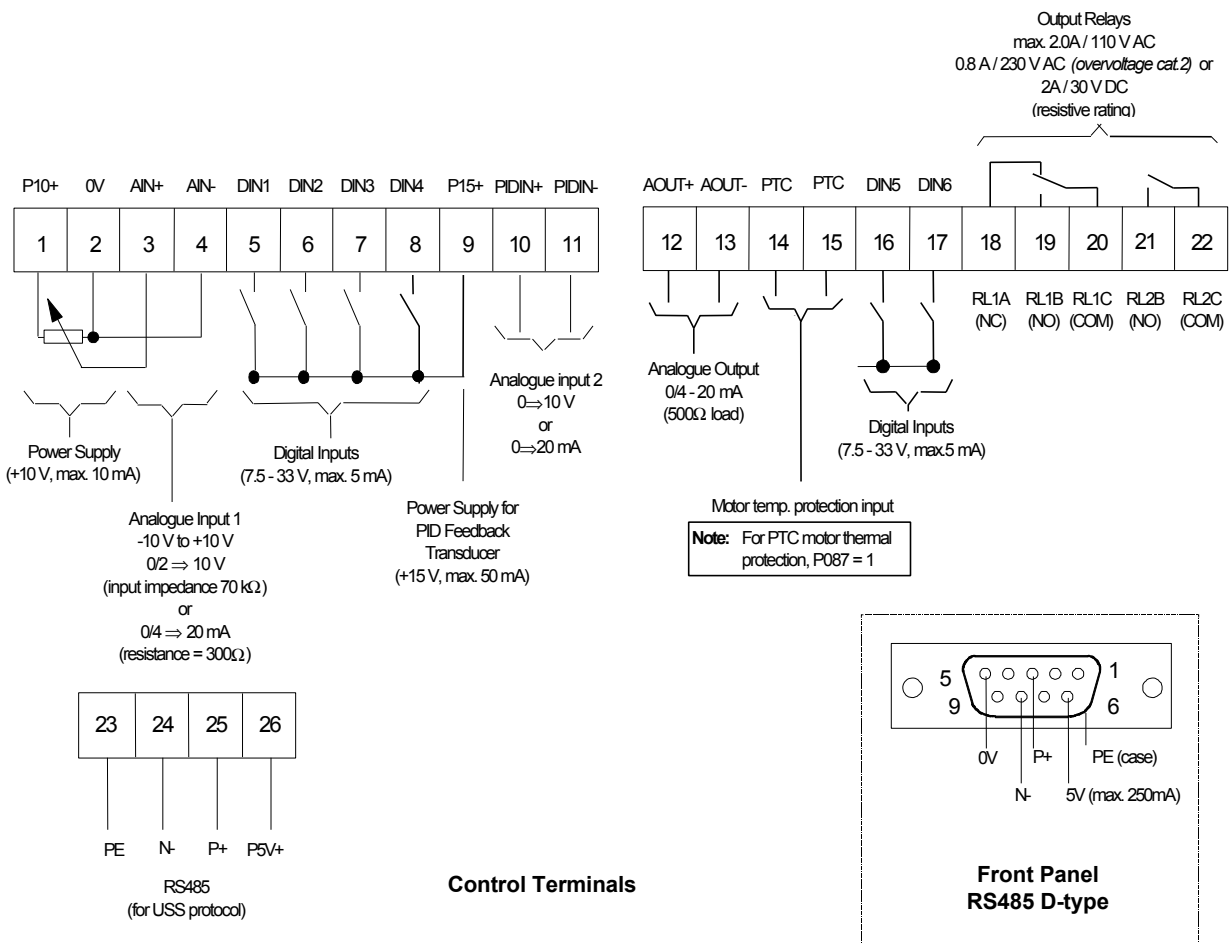 Output Relays
max. 2.0A / 110 V AC
0.8 A / 230 V AC (overvoltage cat.2) or
2A / 30 V DC
(resistive rating)
P10+ 0V AIN+ AIN- DIN1 DIN2 DIN3 DIN4 P15+ PIDIN+ PIDIN-
1 2 3 4 5 6 7 8 9 10 11
AOUT+ AOUT- PTC PTC DIN5 DIN6
12 13 14 15 16 17 18 19 20 21 22
RL1A RL1B RL1C RL2B RL2C
(NC) (NO) (COM) (NO) (COM)
Power Supply
(+10 V, max. 10 mA)
Analogue Input 1
-10 V to +10 V
0/2 ⇒ 10 V
(input impedance 70 kΩ)
or
0/4 ⇒ 20 mA
(resistance = 300Ω)
Digital Inputs
(7.5 - 33 V, max. 5 mA)
Power Supply for
PID Feedback
Transducer
(+15 V, max. 50 mA)
Analogue input 2
0⇒10 V
or
0⇒20 mA
Analogue Output
0/4 - 20 mA
(500Ω load)
Motor temp. protection input
Note: For PTC motor thermal
protection, P087 = 1
Digital Inputs
(7.5 - 33 V, max.5 mA)
23 24 25 26
PE N- P+ P5V+
RS485
(for USS protocol)
Control Terminals
5 1
9 6
0V P+ PE (case)
N- 5V (max. 250mA)
Front Panel
RS485 D-type